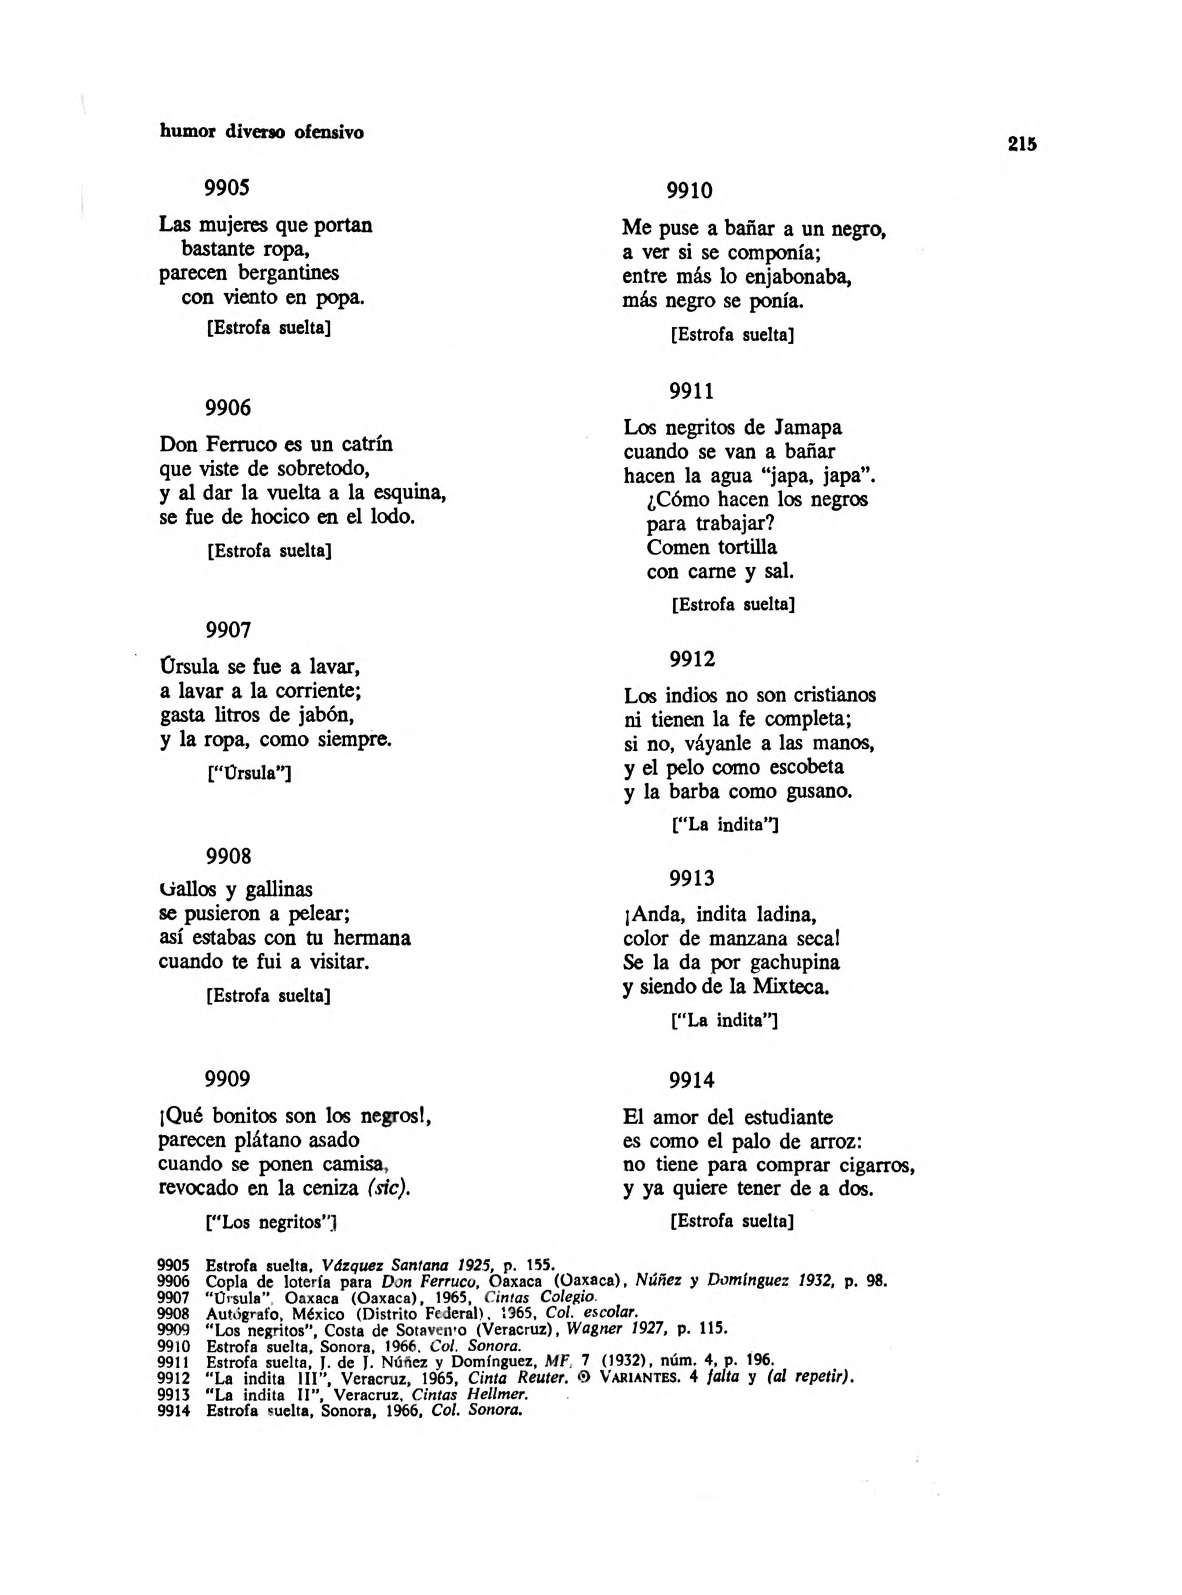 humor diverso ofensivo
215
9905
Las mujeres que portan
bastante ropa,
parecen bergantines
con viento en popa.
[Estrofa suelta]
9906
Don Ferruco es un catrín
que viste de sobretodo,
y al dar la vuelta a la esquina,
se fue de hocico en el lodo.
[Estrofa suelta]
9907
Úrsula se fue a lavar,
a lavar a la corriente;
gasta litros de jabón,
y la ropa, como siempre.
["Úrsula"]
9908
Gallos y gallinas
se pusieron a pelear;
así estabas con tu hermana
cuando te fui a visitar.
[Estrofa suelta]
9909
¡Qué bonitos son los negros!,
parecen plátano asado
cuando se ponen camisa,
revocado en la ceniza (sic).
["Los negritos"]
9910
Me puse a bañar a un negro,
a ver si se componía;
entre más lo enjabonaba,
más negro se ponía.
[Estrofa suelta]
9911
Los negritos de Jamapa
cuando se van a bañar
hacen la agua "japa, japa".
¿Cómo hacen los negros
para trabajar?
Comen tortilla
con carne y sal.
[Estrofa suelta]
9912
Los indios no son cristianos
ni tienen la fe completa;
si no, váyanle a las manos,
y el pelo como escobeta
y la barba como gusano.
["La indita"]
9913
¡Anda, indita ladina,
color de manzana seca!
Se la da por gachupina
y siendo de la Mixteca.
["La indita"]
9914
El amor del estudiante
es como el palo de arroz:
no tiene para comprar cigarros,
y ya quiere tener de a dos.
[Estrofa suelta]
9905 Estrofa suelta, Vázquez Santana 1925, p. 155.
9906 Copla de lotería para Don Ferruco, Oaxaca (Oaxaca), Núñez y Domínguez 1932, p. 98.
9907 "Úrsula", Oaxaca (Oaxaca), 1965, Cintas Colegio.
9908 Autógrafo, México (Distrito Federal), 1965, Col. escolar.
9909 "Los negritos", Costa de Sotavento (Veracruz), Wagner 1927, p. 115.
9910 Estrofa suelta, Sonora, 1966. Col. Sonora.
9911 Estrofa suelta, J. de J. Núñez y Domínguez, MF, 7 (1932), núm. 4, p. 196.
9912 "La indita III", Veracruz, 1965, Cinta Reuter. ⊙ VARIANTES. 4 falta y (al repetir).
9913 "La indita II", Veracruz, Cintas Hellmer.
9914 Estrofa suelta, Sonora, 1966, Col. Sonora.